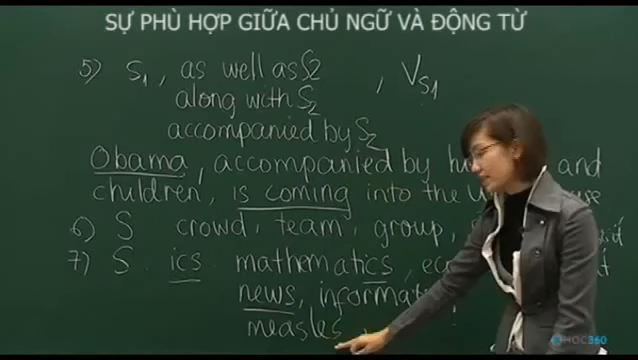 SỰ PHÙ HỢP GIỮA CHỦ NGỮ VÀ ĐỘNG TỪ
5) S1, as well as S2 , VS1
along with S2
accompanied by S2
Obama, accompanied by and
children, is coming into the
6) S crowd, team, group,
7) S ics mathematics,
news,
measles
HOC360